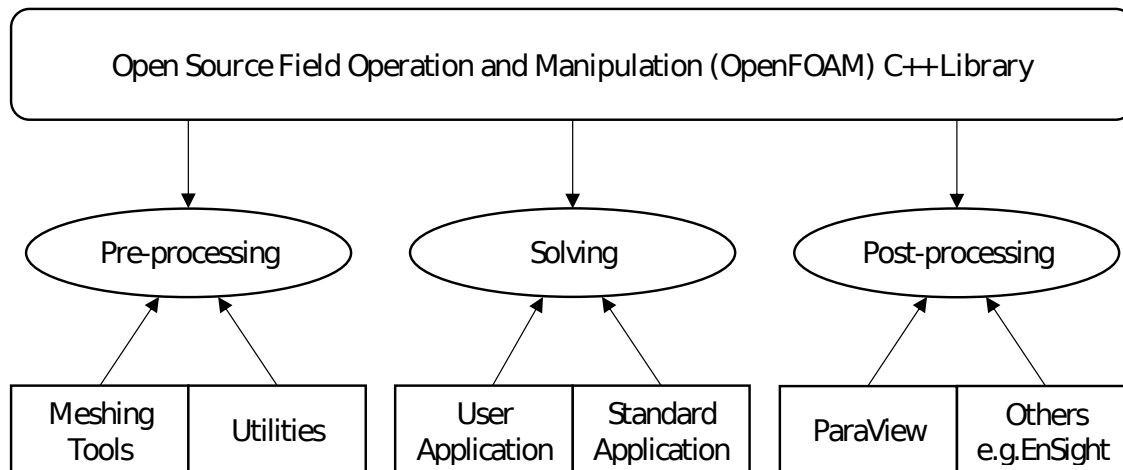 Open Source Field Operation and Manipulation (OpenFOAM) C++ Library
Pre-processing
Solving
Post-processing
Meshing
Tools
Utilities
User
Application
Standard
Application
ParaView
Others
e.g.EnSight